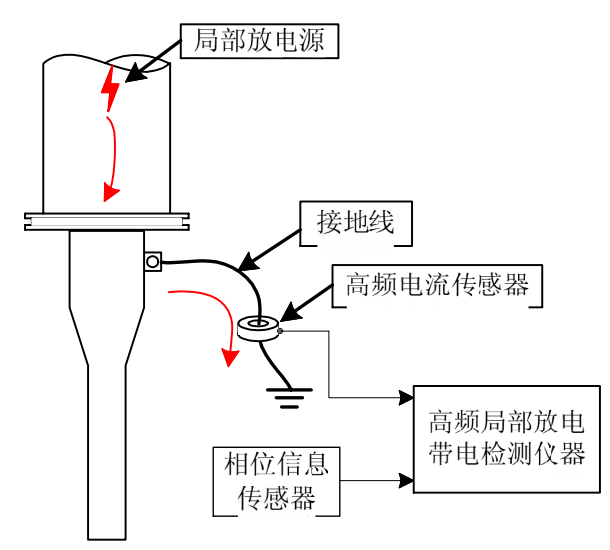 局部放电源
接地线
高频电流传感器
高频局部放电
带电检测仪器
相位信息
传感器